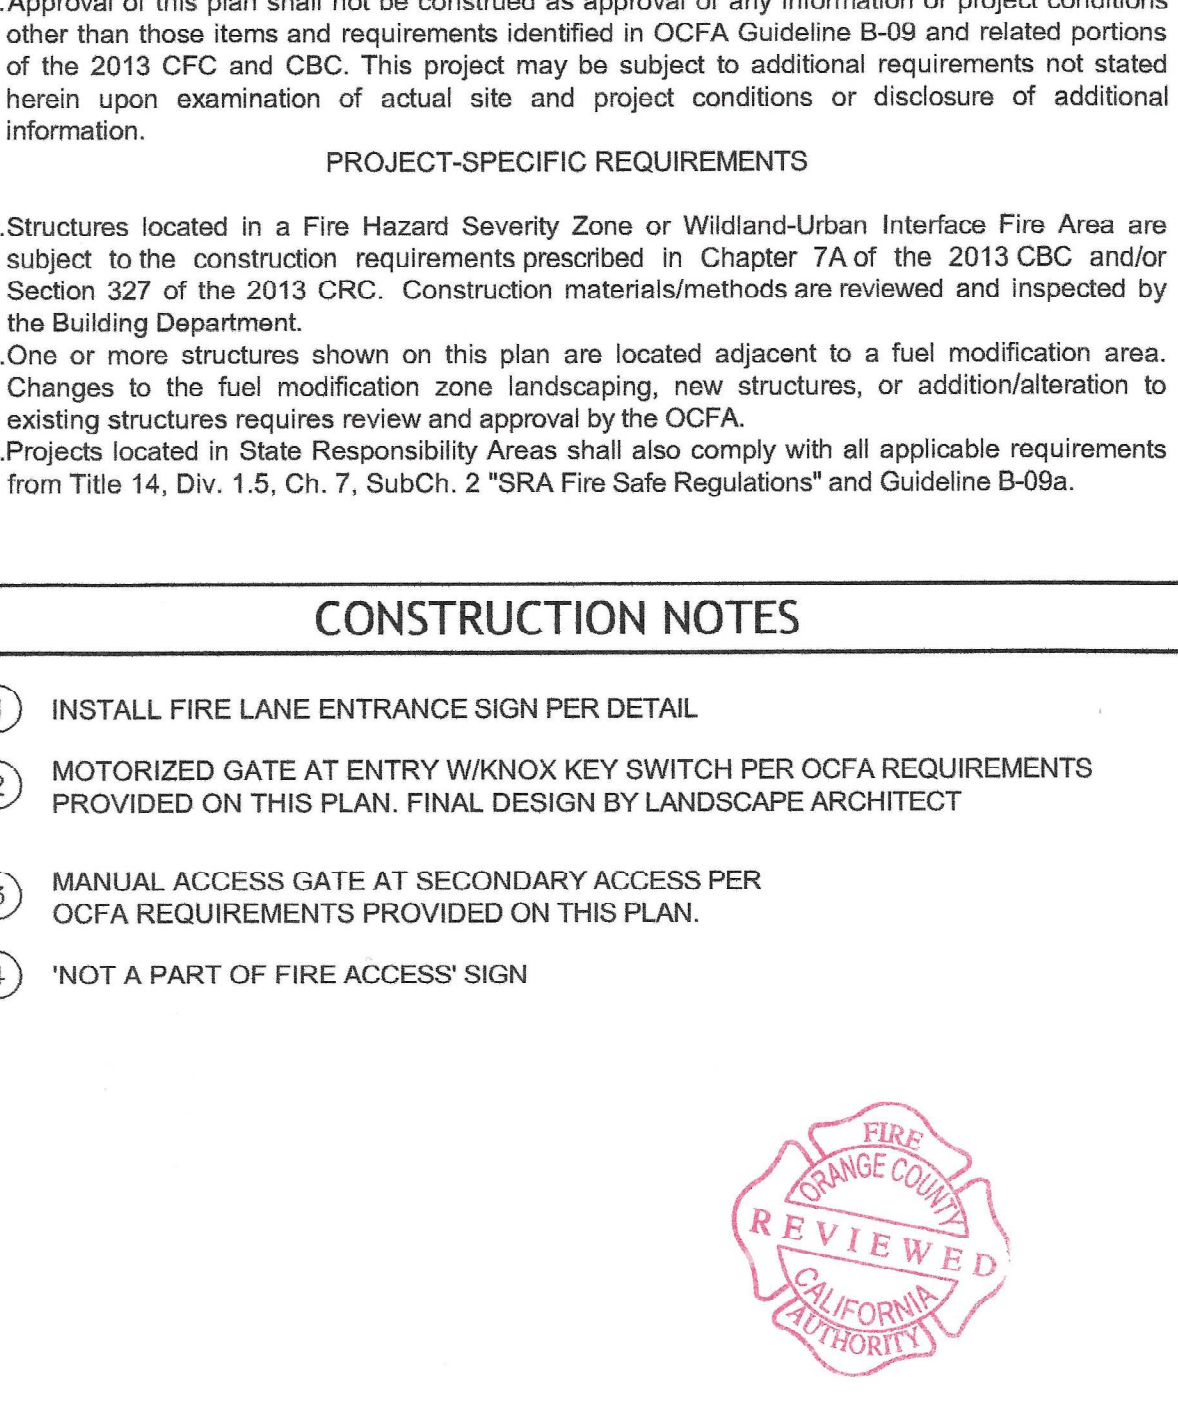 .Approval of this plan shall not be construed as approval of any information or project conditions
other than those items and requirements identified in OCFA Guideline B-09 and related portions
of the 2013 CFC and CBC. This project may be subject to additional requirements not stated
herein upon examination of actual site and project conditions or disclosure of additional
information.
PROJECT-SPECIFIC REQUIREMENTS
.Structures located in a Fire Hazard Severity Zone or Wildland-Urban Interface Fire Area are
subject to the construction requirements prescribed in Chapter 7A of the 2013 CBC and/or
Section 327 of the 2013 CRC. Construction materials/methods are reviewed and inspected by
the Building Department.
.One or more structures shown on this plan are located adjacent to a fuel modification area.
Changes to the fuel modification zone landscaping, new structures, or addition/alteration to
existing structures requires review and approval by the OCFA.
.Projects located in State Responsibility Areas shall also comply with all applicable requirements
from Title 14, Div. 1.5, Ch. 7, SubCh. 2 "SRA Fire Safe Regulations" and Guideline B-09a.
CONSTRUCTION NOTES
INSTALL FIRE LANE ENTRANCE SIGN PER DETAIL
2 MOTORIZED GATE AT ENTRY W/KNOX KEY SWITCH PER OCFA REQUIREMENTS
PROVIDED ON THIS PLAN. FINAL DESIGN BY LANDSCAPE ARCHITECT
3 MANUAL ACCESS GATE AT SECONDARY ACCESS PER
OCFA REQUIREMENTS PROVIDED ON THIS PLAN.
4 'NOT A PART OF FIRE ACCESS' SIGN
FIRE
ORANGE COUNTY
REVIEWED
CALIFORNIA
AUTHORITY